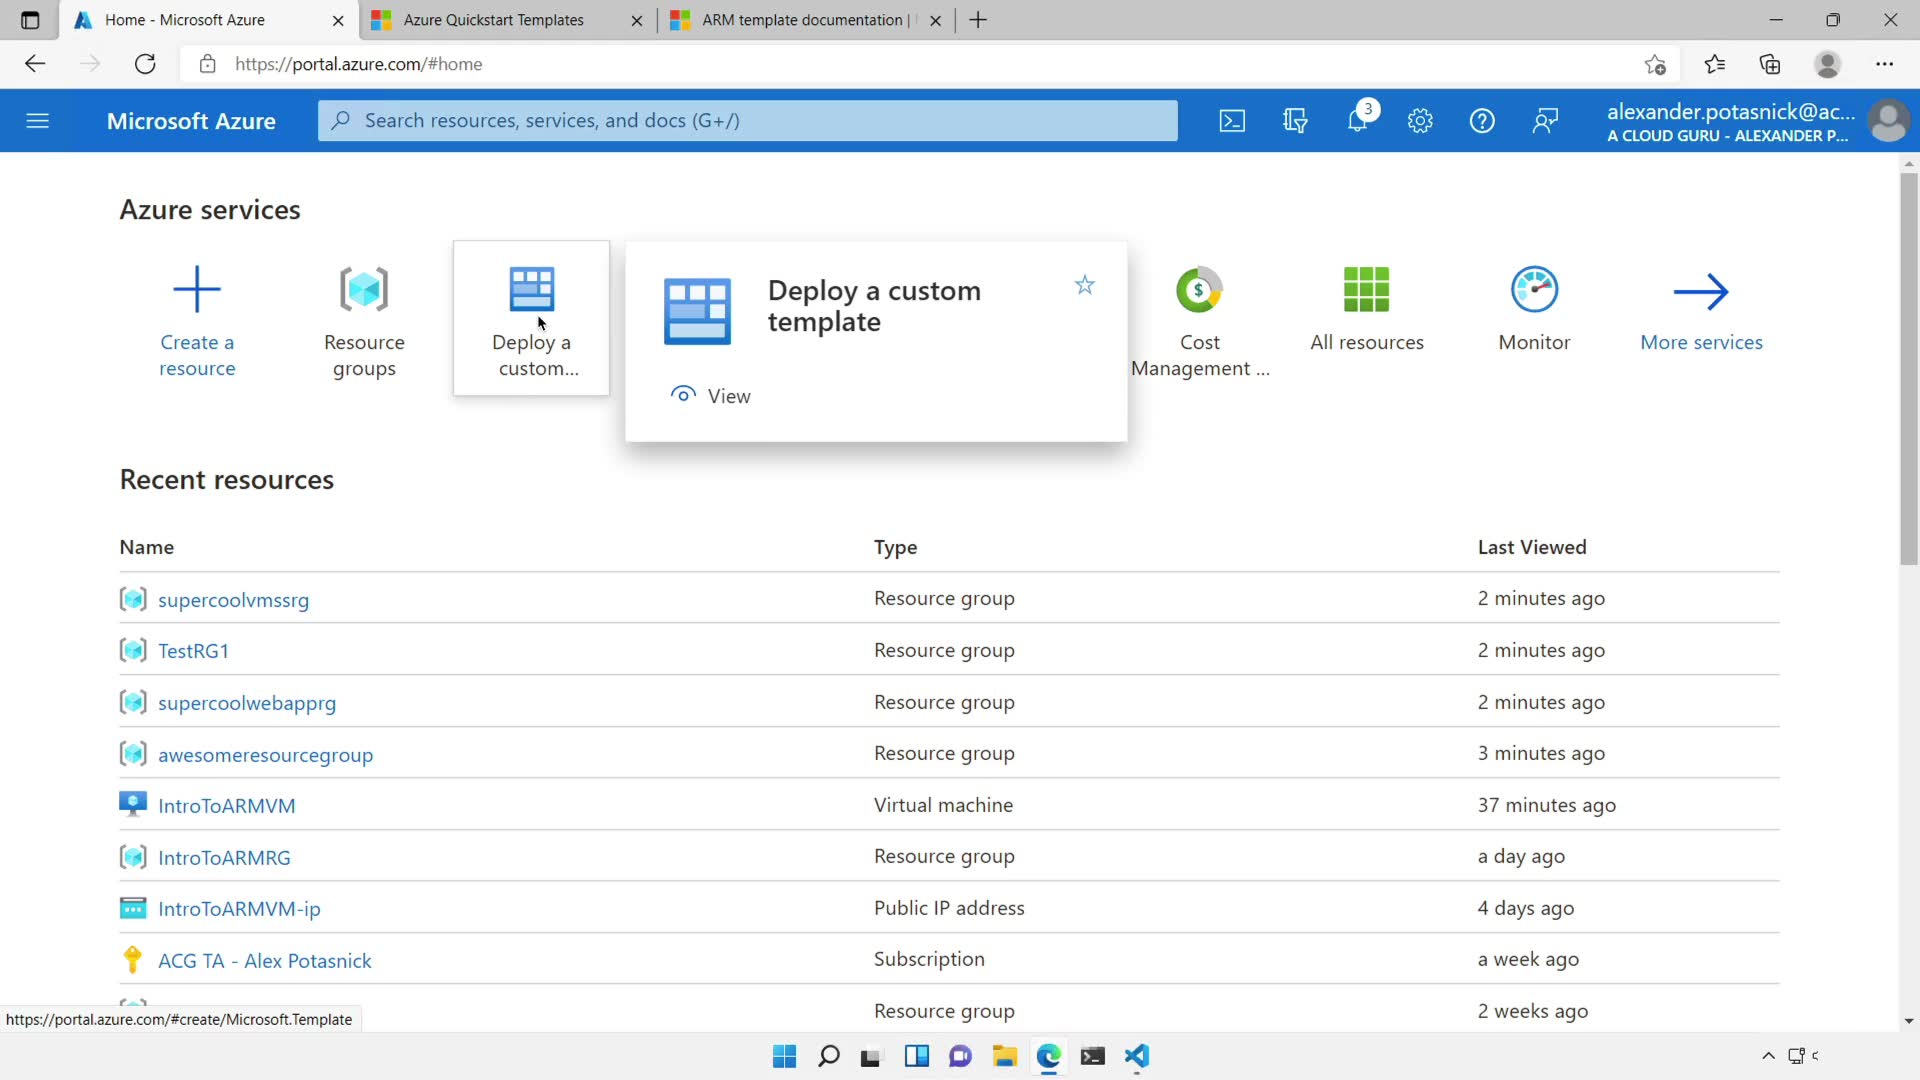 Home - Microsoft Azure
Azure Quickstart Templates
ARM template documentation |
https://portal.azure.com/#home
Microsoft Azure
Search resources, services, and docs (G+/)
3
alexander.potasnick@ac...
A CLOUD GURU - ALEXANDER P...
Azure services
Create a
resource
Resource
groups
Deploy a
custom...
Deploy a custom
template
View
Cost
Management ...
All resources
Monitor
More services
Recent resources
Name Type Last Viewed
supercoolvmssrg Resource group 2 minutes ago
TestRG1 Resource group 2 minutes ago
supercoolwebapprg Resource group 2 minutes ago
awesomeresourcegroup Resource group 3 minutes ago
IntroToARMVM Virtual machine 37 minutes ago
IntroToARMRG Resource group a day ago
IntroToARMVM-ip Public IP address 4 days ago
ACG TA - Alex Potasnick Subscription a week ago
Resource group 2 weeks ago
https://portal.azure.com/#create/Microsoft.Template